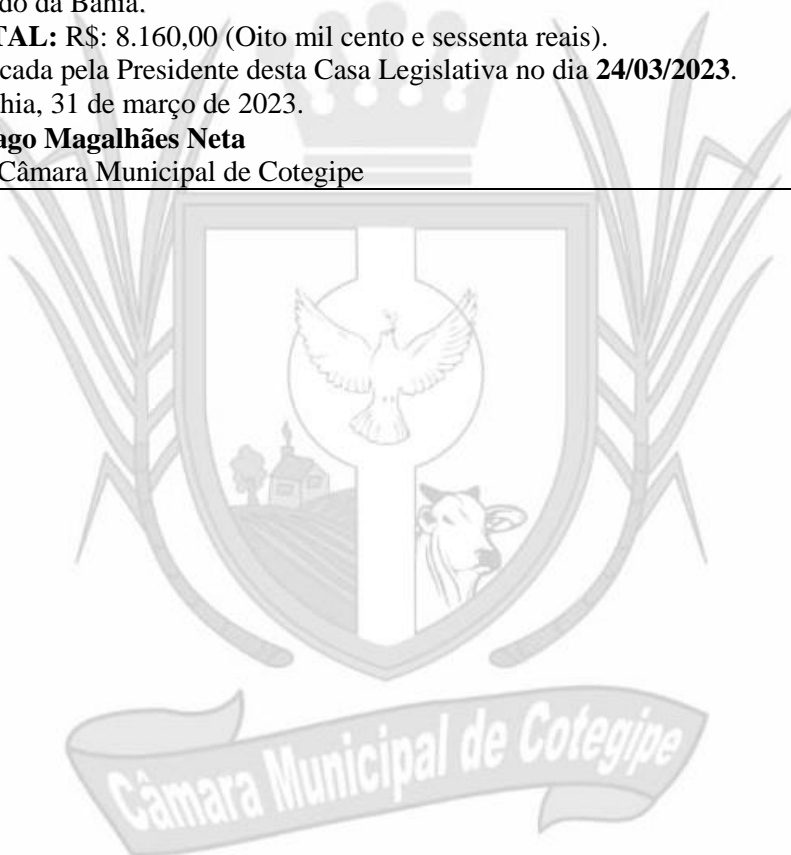 do da Bahia.
TAL: R$: 8.160,00 (Oito mil cento e sessenta reais).
cada pela Presidente desta Casa Legislativa no dia 24/03/2023.
hia, 31 de março de 2023.
ago Magalhães Neta
Câmara Municipal de Cotegipe
Câmara Municipal de Cotegipe